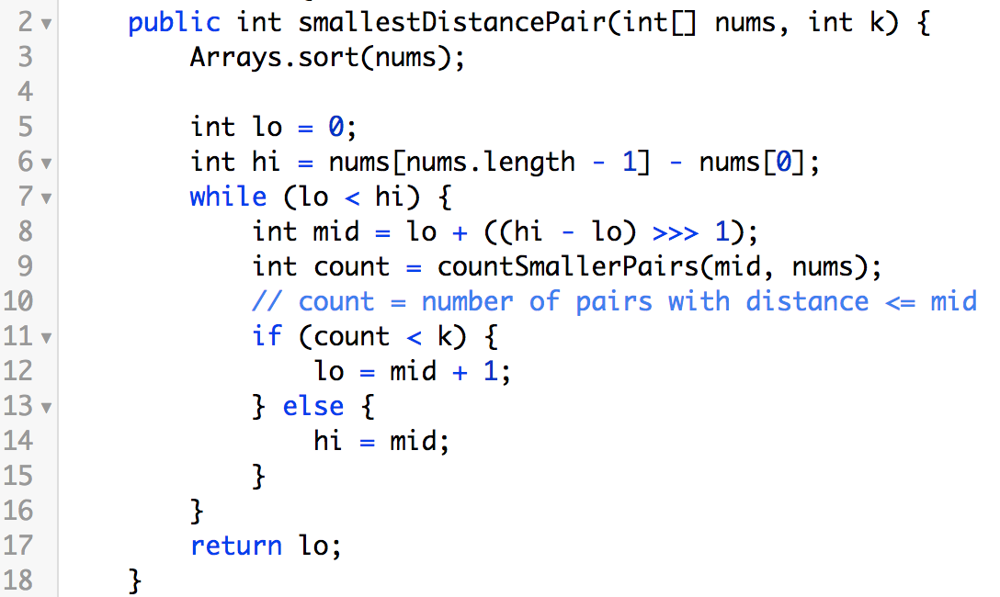 2 public int smallestDistancePair(int[] nums, int k) {
3 Arrays.sort(nums);
4
5 int lo = 0;
6 int hi = nums[nums.length - 1] - nums[0];
7 while (lo < hi) {
8 int mid = lo + ((hi - lo) >>> 1);
9 int count = countSmallerPairs(mid, nums);
10 // count = number of pairs with distance <= mid
11 if (count < k) {
12 lo = mid + 1;
13 } else {
14 hi = mid;
15 }
16 }
17 return lo;
18 }